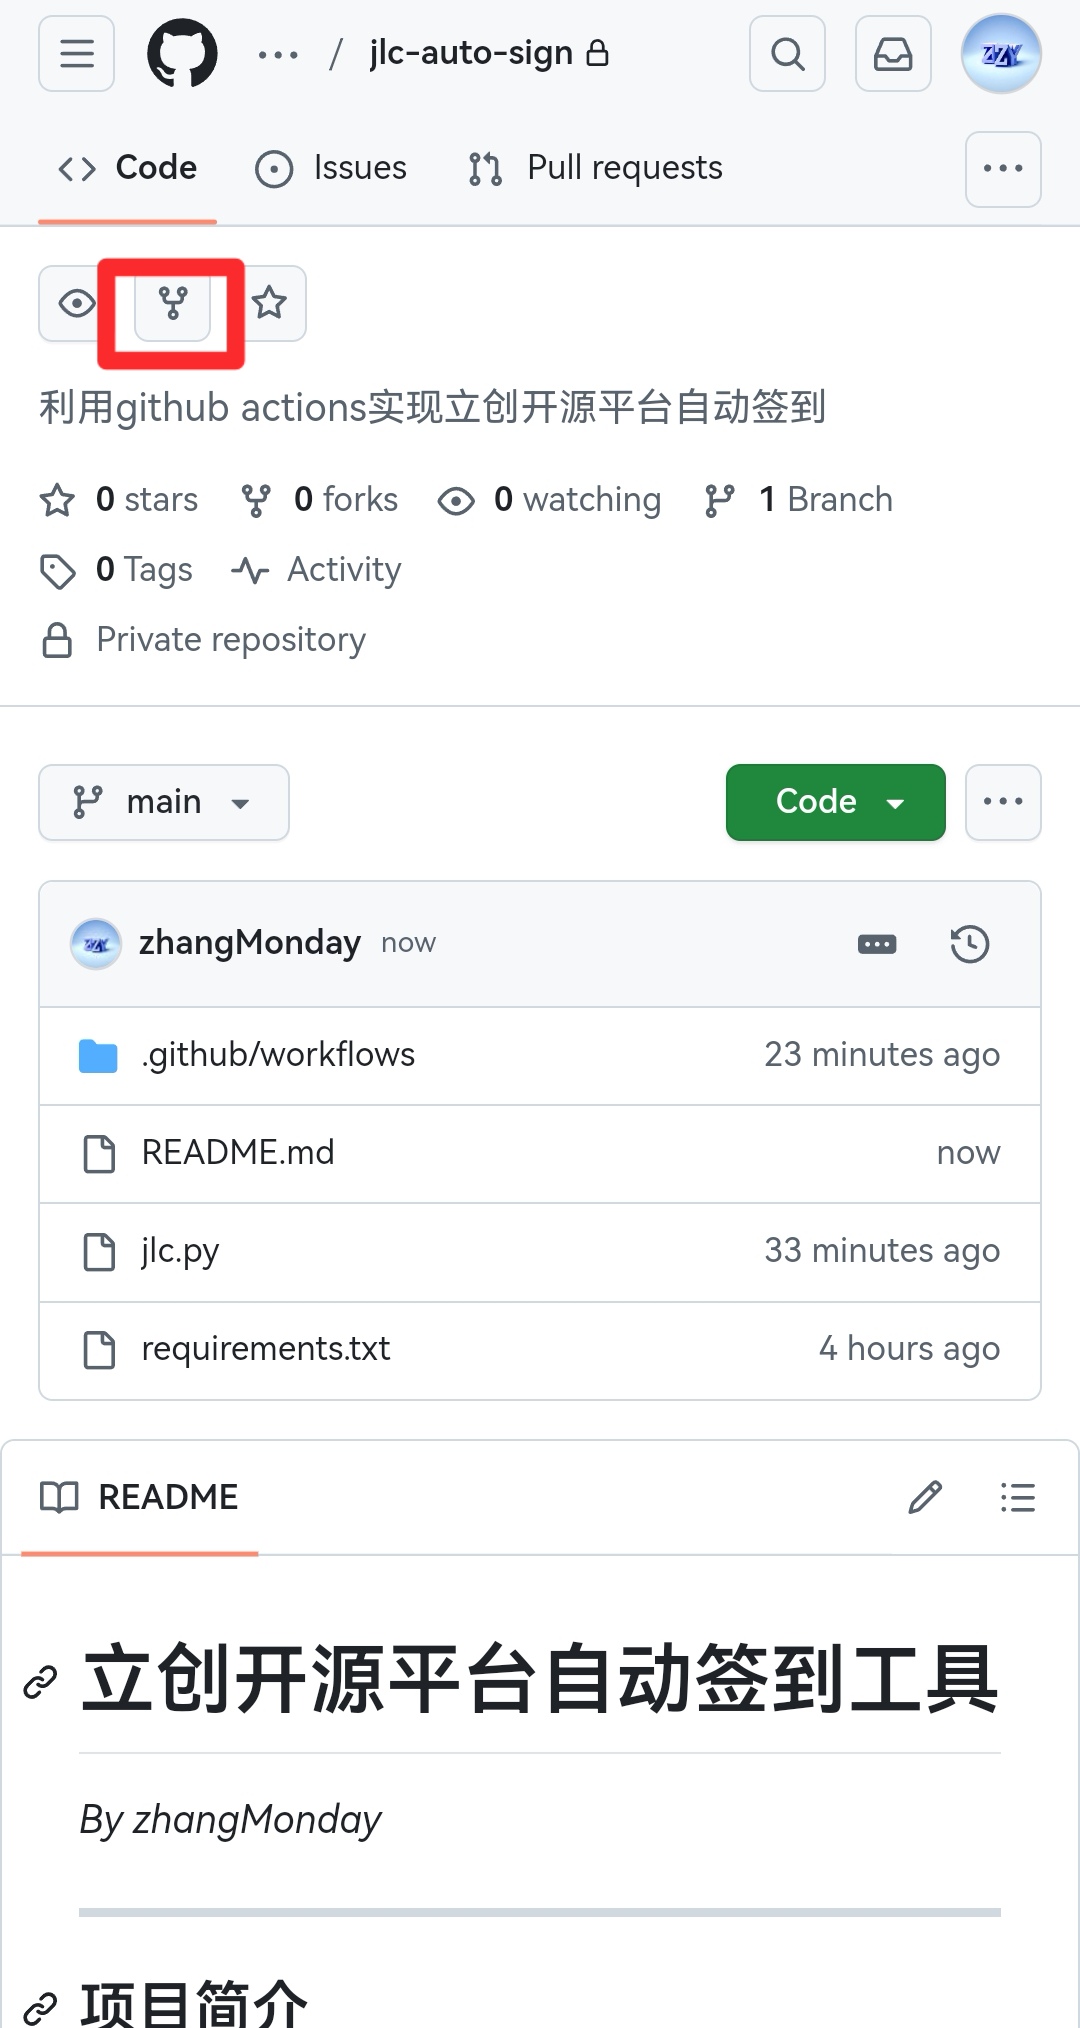 ... / jlc-auto-sign
ZZY
Code Issues Pull requests ...
利用github actions实现立创开源平台自动签到
0 stars 0 forks 0 watching 1 Branch
0 Tags Activity
Private repository
main Code ...
zhangMonday now
.github/workflows 23 minutes ago
README.md now
jlc.py 33 minutes ago
requirements.txt 4 hours ago
README
立创开源平台自动签到工具
By zhangMonday
项目简介